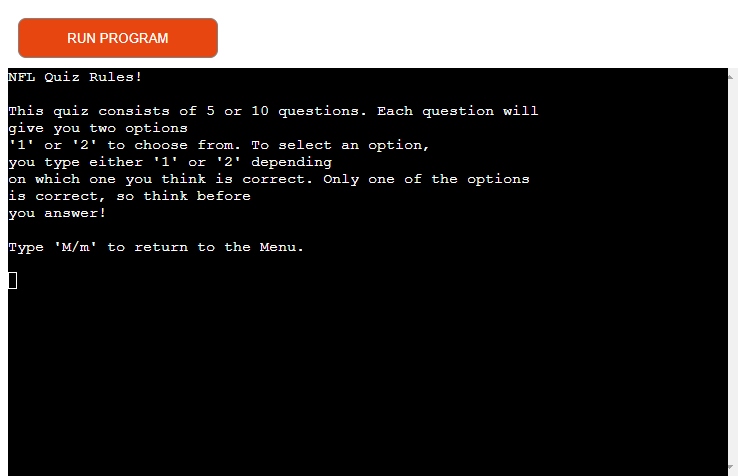 RUN PROGRAM
NFL Quiz Rules!
This quiz consists of 5 or 10 questions. Each question will
give you two options
'1' or '2' to choose from. To select an option,
you type either '1' or '2' depending
on which one you think is correct. Only one of the options
is correct, so think before
you answer!
Type 'M/m' to return to the Menu.